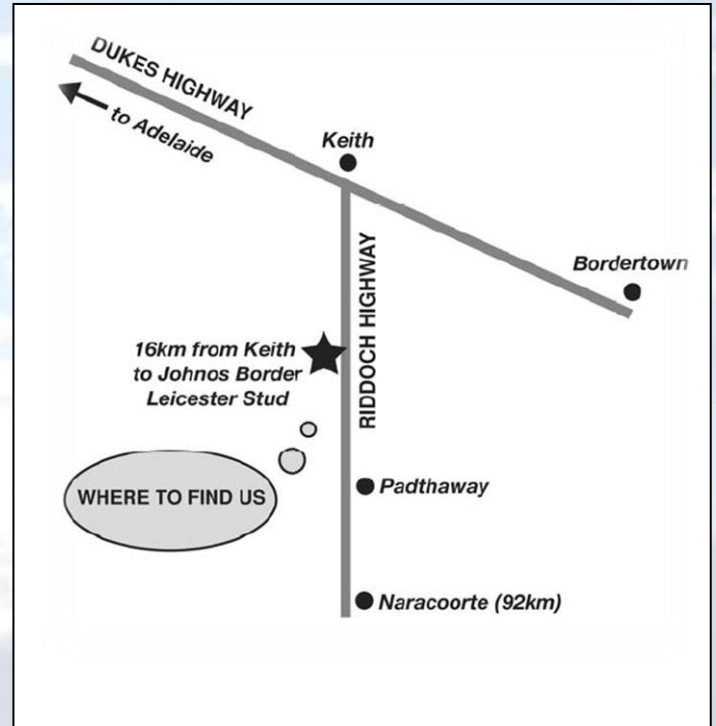 DUKES HIGHWAY
to Adelaide
Keith
Bordertown
RIDDOCH HIGHWAY
16km from Keith
to Johnos Border
Leicester Stud
WHERE TO FIND US
Padthaway
Naracoorte (92km)